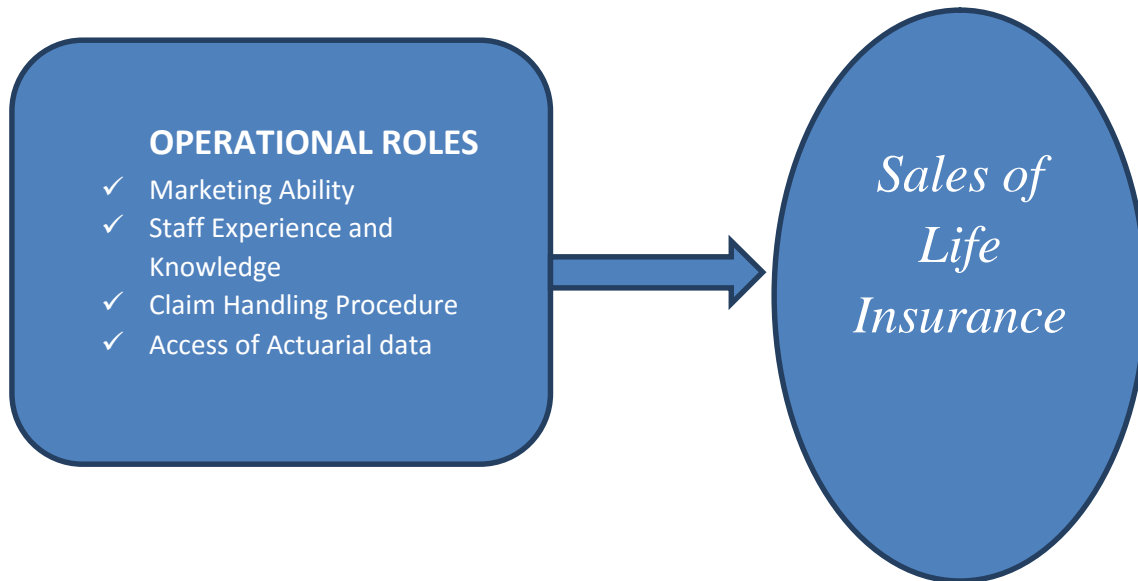 OPERATIONAL ROLES
✓ Marketing Ability
✓ Staff Experience and
Knowledge
✓ Claim Handling Procedure
✓ Access of Actuarial data
Sales of
Life
Insurance